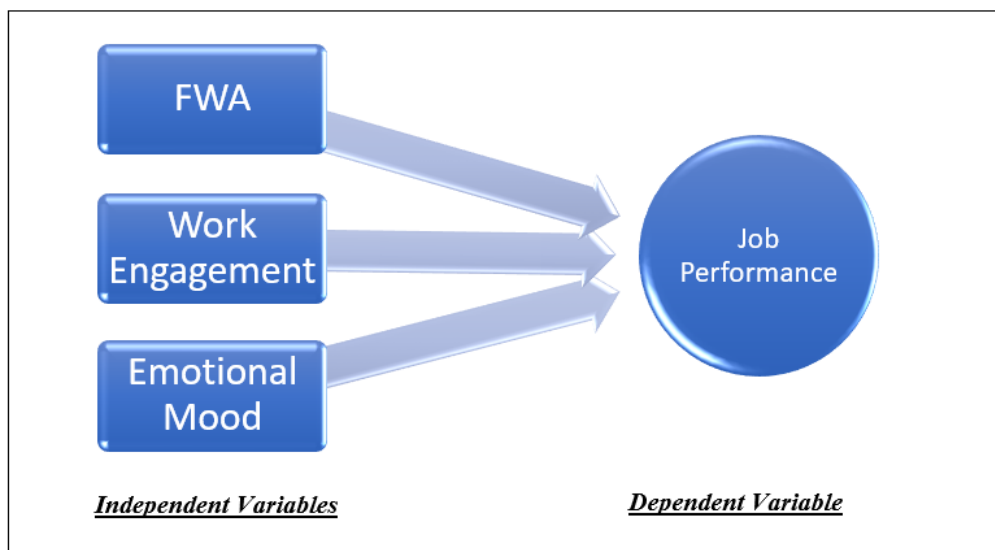 FWA
Work
Engagement
Emotional
Mood
Job
Performance
Independent Variables
Dependent Variable